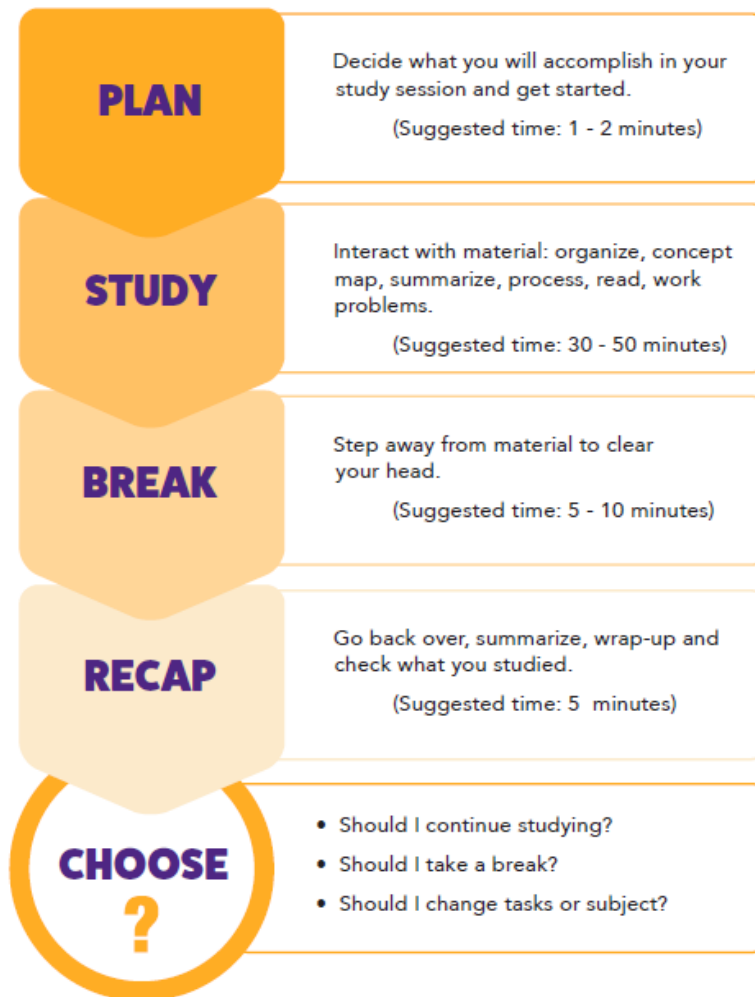 PLAN
Decide what you will accomplish in your
study session and get started.
(Suggested time: 1 - 2 minutes)
STUDY
Interact with material: organize, concept
map, summarize, process, read, work
problems.
(Suggested time: 30 - 50 minutes)
BREAK
Step away from material to clear
your head.
(Suggested time: 5 - 10 minutes)
RECAP
Go back over, summarize, wrap-up and
check what you studied.
(Suggested time: 5  minutes)
CHOOSE
?
• Should I continue studying?
• Should I take a break?
• Should I change tasks or subject?